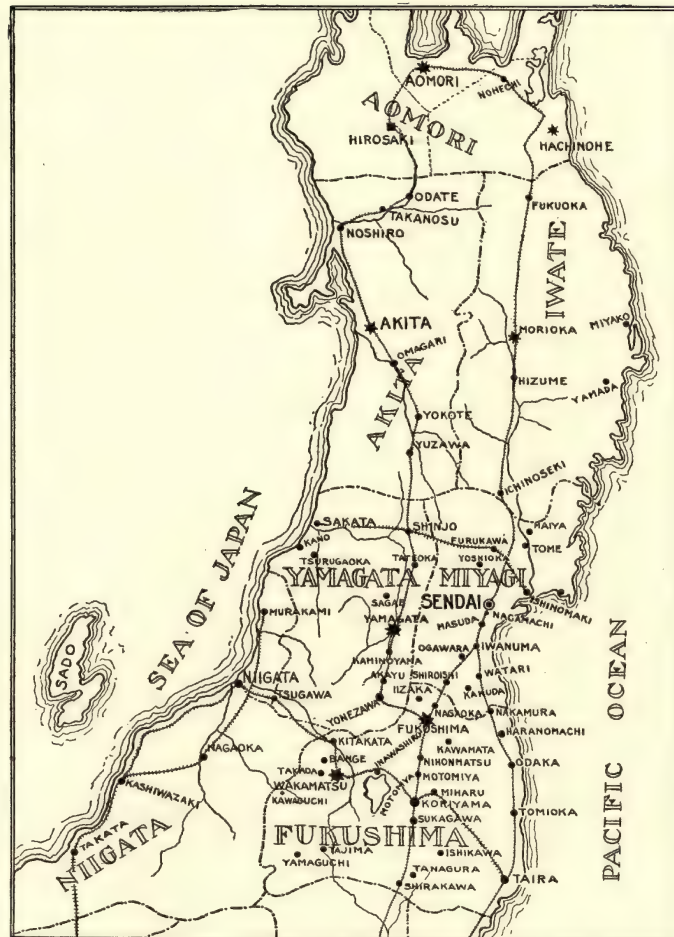 AOMORI
NOHECHI
AOMORI
HIROSAKI
HACHINOHE
ODATE
TAKANOSU
FUKUOKA
NOSHIRO
IWATE
AKITA
MORIOKA
MIYAKO
OMAGARI
HIZUME
YAMADA
AKITA
YOKOTE
YUZAWA
ICHINOSEKI
SAKATA
SHINJO
KANO
FURUKAWA
TOME
TSURUGAOKA
TATEOKA
YOSHIOKA
YAMAGATA
MIYAGI
SEA OF JAPAN
SAGAE
SENDAI
ISHINOMAKI
MURAKAMI
YAMAGATA
MASUDA
NAGAMACHI
OGAWARA
IWANUMA
KAMINOYAMA
SADO
AKAYU
SHIROISHI
WATARI
NIIGATA
TSUGAWA
IIZAKA
KAKUDA
YONEZAWA
NAGAOKA
NAKAMURA
FUKUSHIMA
HARANOMACHI
PACIFIC OCEAN
KITAKATA
INAWASHIRO
KAWAMATA
NAGAOKA
BANGE
NIHONMATSU
ODAKA
TAKADA
WAKAMATSU
MOTOMIYA
KASHIWAZAKI
KAWAGUCHI
MIHARU
KORIYAMA
SUKAGAWA
TOMIOKA
FUKUSHIMA
TAKATA
NIIGATA
TAJIMA
YAMAGUCHI
ISHIKAWA
TANAGURA
SHIRAKAWA
TAIRA